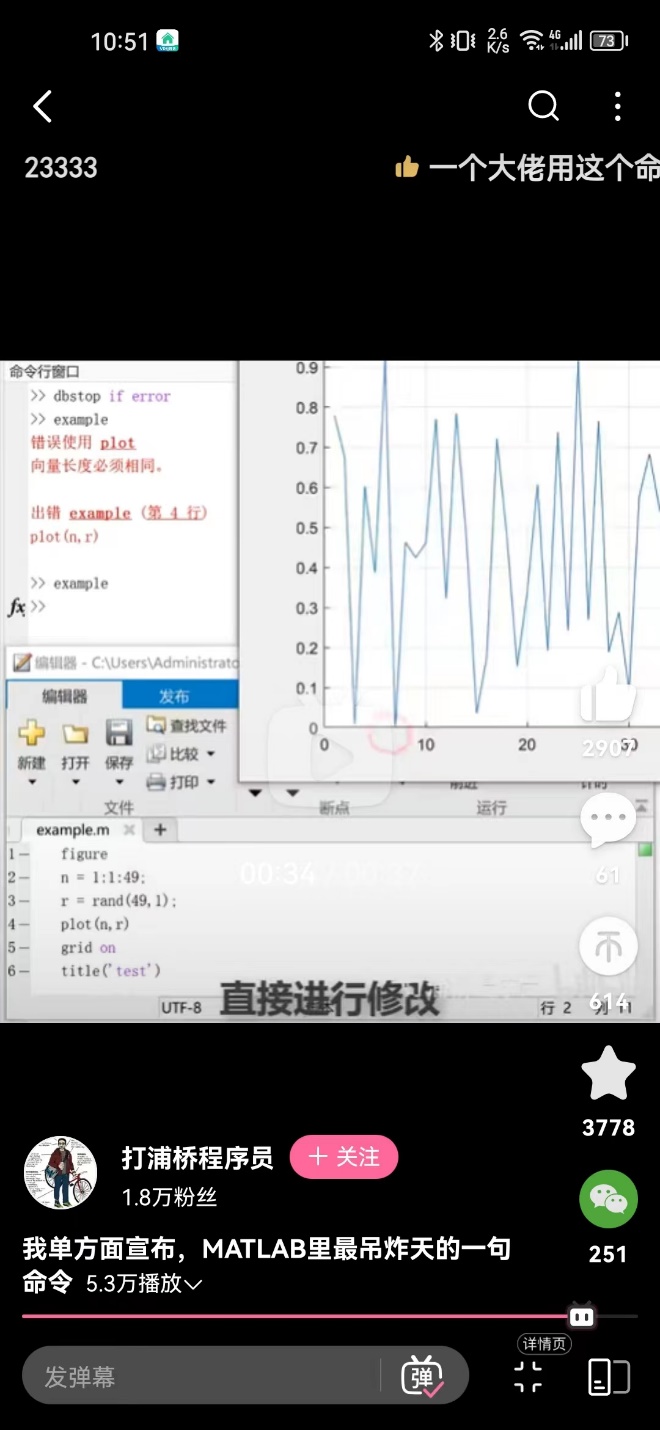 10:51
2.6 K/s
4G
73
23333
一个大佬用这个命
命令行窗口
>> dbstop if error
>> example
错误使用 plot
向量长度必须相同。
出错 example (第 4 行)
plot(n,r)
>> example
fx >>
0.9
0.8
0.7
0.6
0.5
0.4
0.3
0.2
0.1
0
0 10 20 30
编辑器 - C:\Users\Administrato
编辑器 发布
新建 打开 保存
查找文件
比较
打印
文件 断点 运行
example.m
1 figure
2 n = 1:1:49;
3 r = rand(49,1);
4 plot(n,r)
5 grid on
6 title('test')
00:34
直接进行修改
UTF-8
行 2 列 11
2907
61
614
3778
251
打浦桥程序员
+ 关注
1.8万粉丝
我单方面宣布，MATLAB里最吊炸天的一句
命令 5.3万播放
详情页
发弹幕
弹